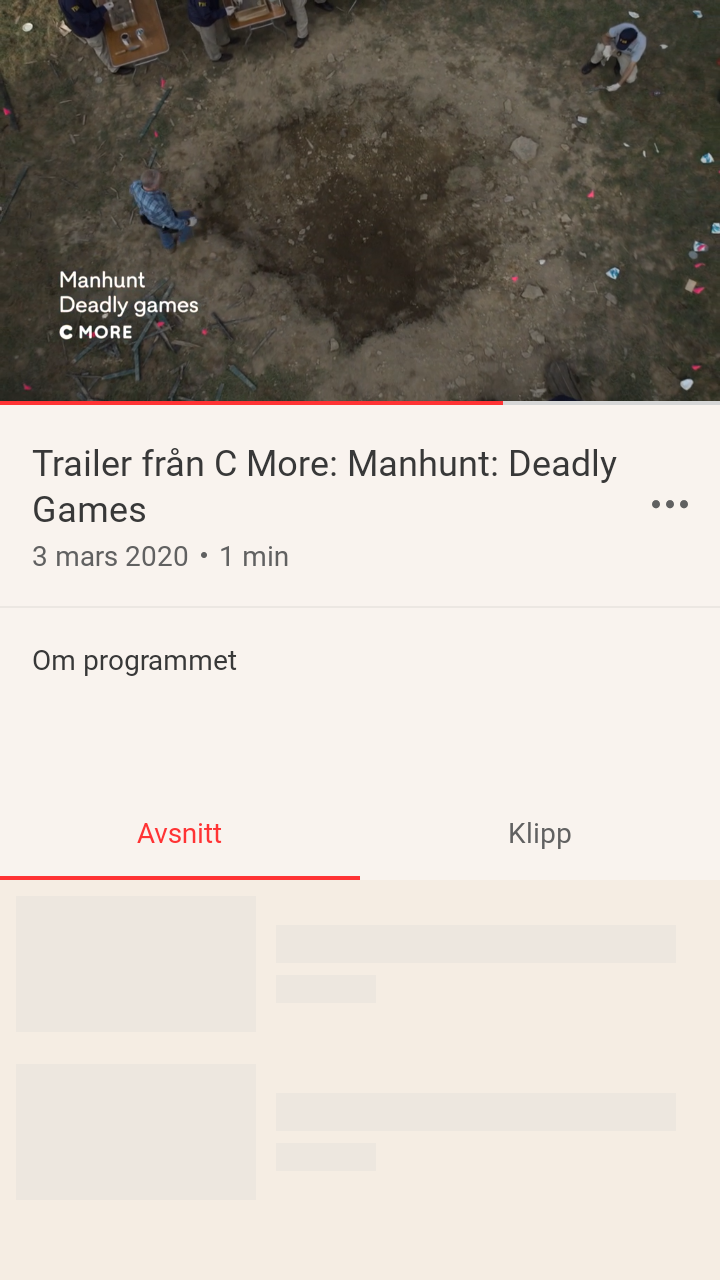 Manhunt
Deadly games
C MORE
Trailer från C More: Manhunt: Deadly
Games
3 mars 2020 • 1 min
Om programmet
Avsnitt
Klipp